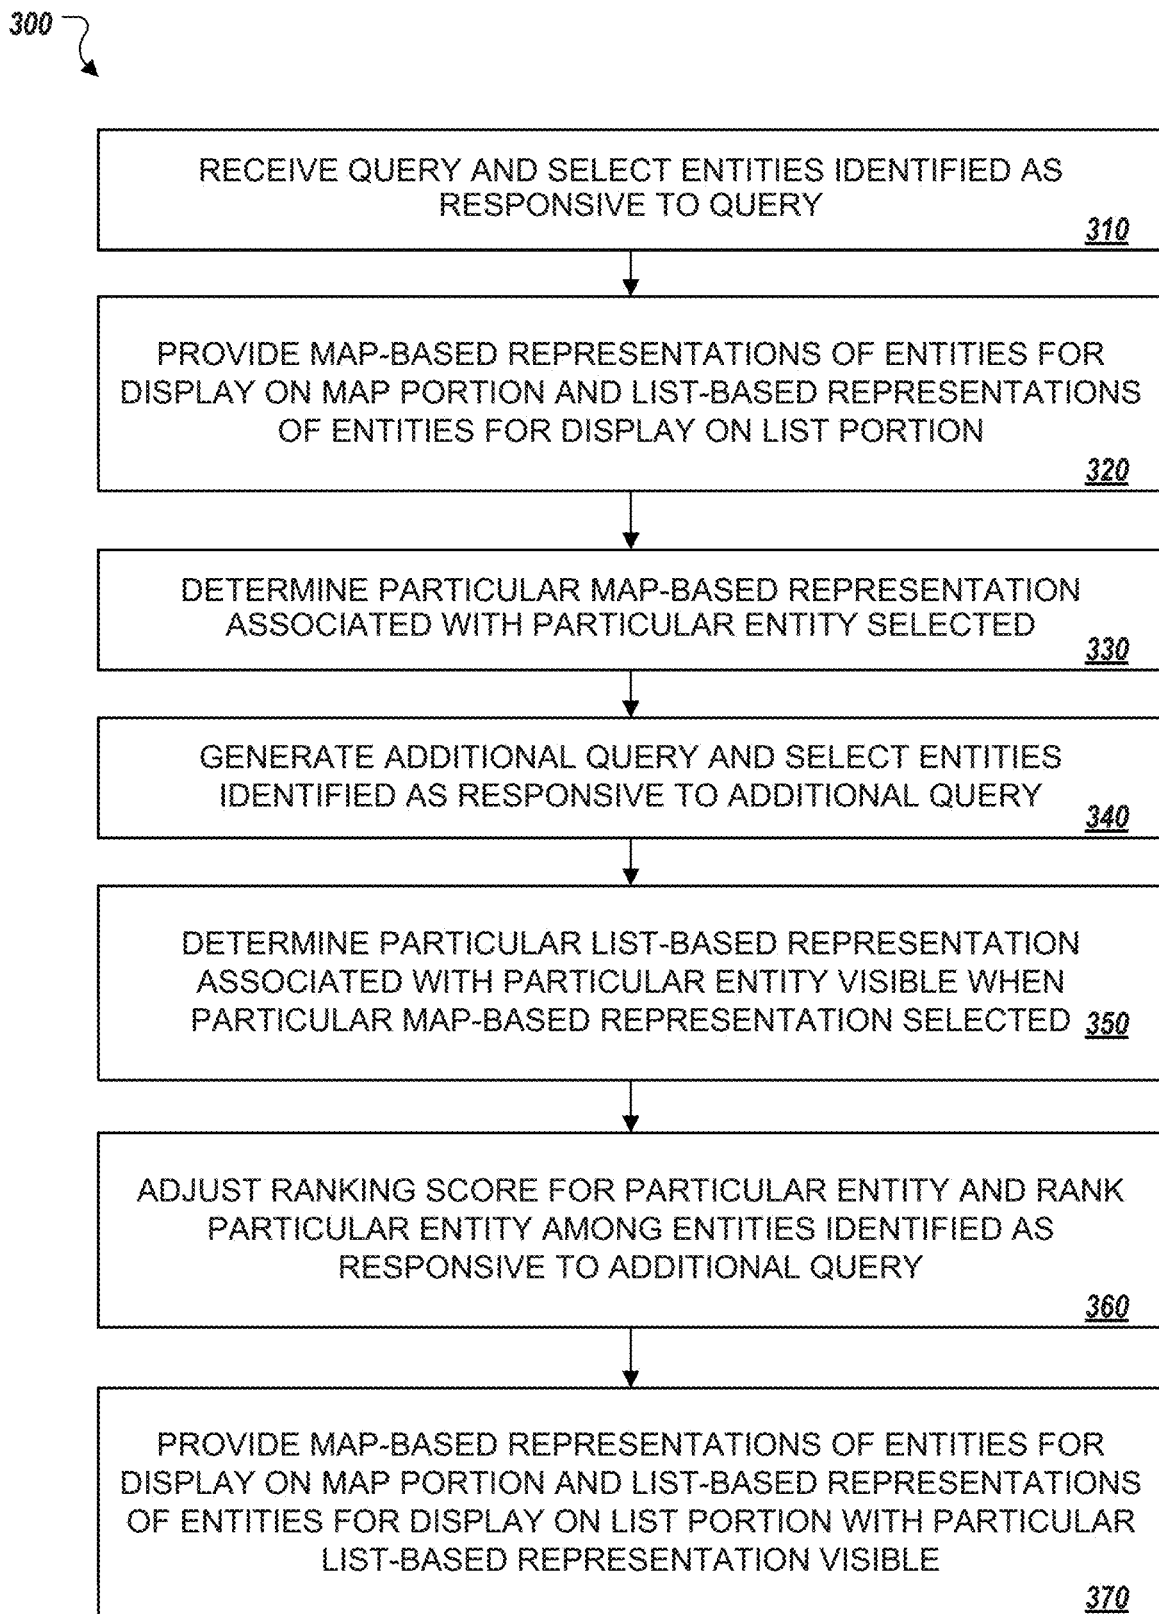 300
RECEIVE QUERY AND SELECT ENTITIES IDENTIFIED AS
RESPONSIVE TO QUERY
310
PROVIDE MAP-BASED REPRESENTATIONS OF ENTITIES FOR
DISPLAY ON MAP PORTION AND LIST-BASED REPRESENTATIONS
OF ENTITIES FOR DISPLAY ON LIST PORTION
320
DETERMINE PARTICULAR MAP-BASED REPRESENTATION
ASSOCIATED WITH PARTICULAR ENTITY SELECTED
330
GENERATE ADDITIONAL QUERY AND SELECT ENTITIES
IDENTIFIED AS RESPONSIVE TO ADDITIONAL QUERY
340
DETERMINE PARTICULAR LIST-BASED REPRESENTATION
ASSOCIATED WITH PARTICULAR ENTITY VISIBLE WHEN
PARTICULAR MAP-BASED REPRESENTATION SELECTED 350
ADJUST RANKING SCORE FOR PARTICULAR ENTITY AND RANK
PARTICULAR ENTITY AMONG ENTITIES IDENTIFIED AS
RESPONSIVE TO ADDITIONAL QUERY
360
PROVIDE MAP-BASED REPRESENTATIONS OF ENTITIES FOR
DISPLAY ON MAP PORTION AND LIST-BASED REPRESENTATIONS
OF ENTITIES FOR DISPLAY ON LIST PORTION WITH PARTICULAR
LIST-BASED REPRESENTATION VISIBLE
370